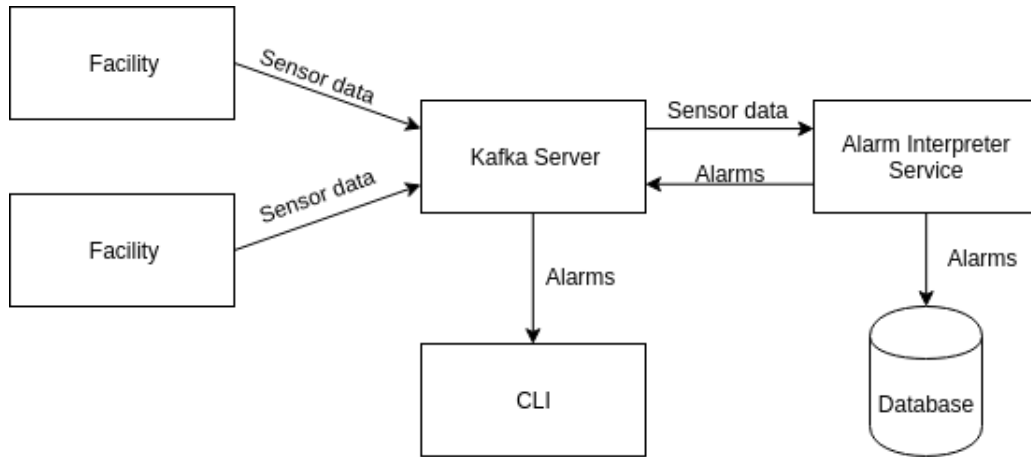 Facility
Sensor data
Kafka Server
Sensor data
Alarm Interpreter
Service
Alarms
Facility
Sensor data
Alarms
Alarms
CLI
Database